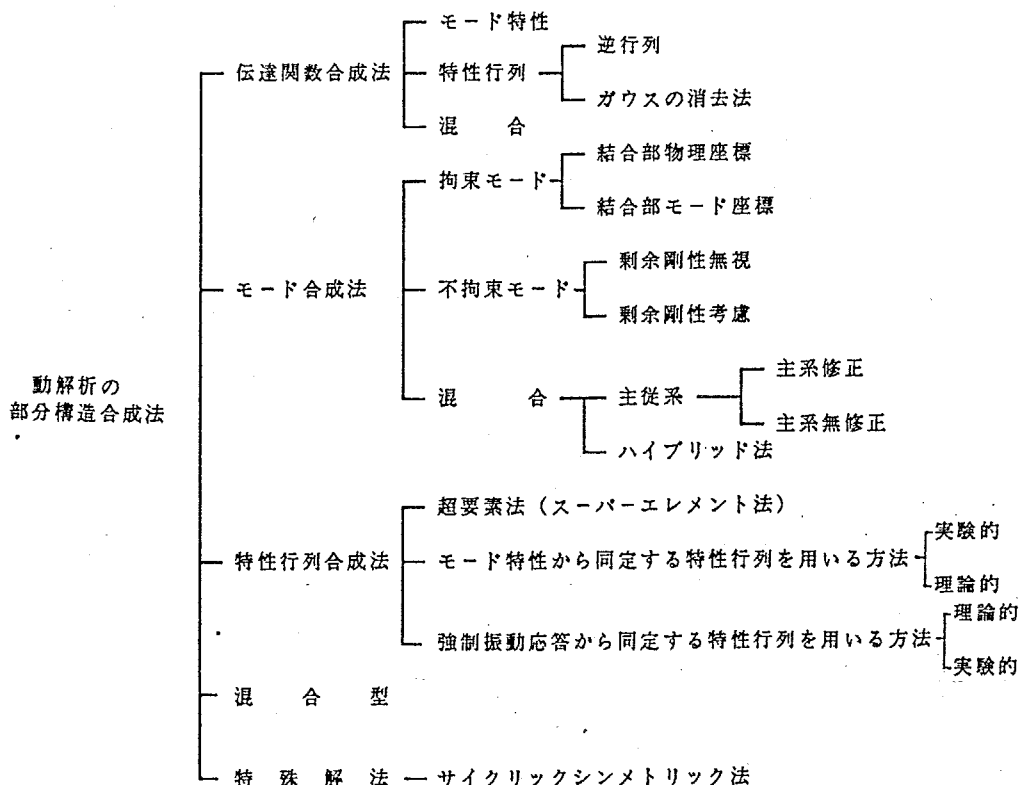 モード特性
逆行列
伝達関数合成法
特性行列
ガウスの消去法
混　合
結合部物理座標
拘束モード
結合部モード座標
剰余剛性無視
モード合成法
不拘束モード
剰余剛性考慮
主系修正
動解析の
部分構造合成法
混　合
主従系
主系無修正
ハイブリッド法
超要素法（スーパーエレメント法）
実験的
特性行列合成法
モード特性から同定する特性行列を用いる方法
理論的
理論的
強制振動応答から同定する特性行列を用いる方法
実験的
混　合　型
特　殊　解　法
サイクリックシンメトリック法